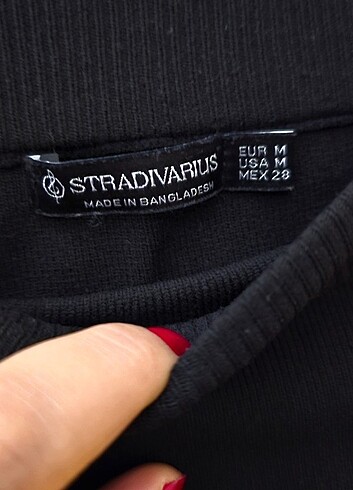 STRADIVARIUS
MADE IN BANGLADESH
EUR M
USA M
MEX 28